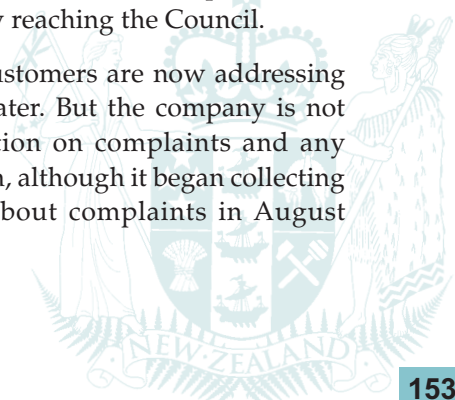 y reaching the Council.
ustomers are now addressing
ater. But the company is not
tion on complaints and any
n, although it began collecting
bout complaints in August
NEW·ZEALAND
153